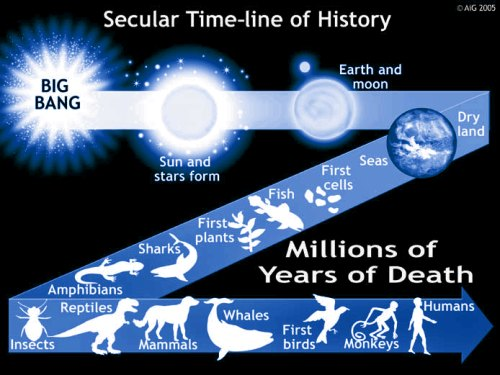 © AIG 2005
Secular Time-line of History
BIG
BANG
Sun and
stars form
Earth and
moon
Dry
land
Seas
First
cells
Fish
First
plants
Sharks
Amphibians
Millions of
Years of Death
Insects
Reptiles
Mammals
Whales
First
birds
Monkeys
Humans